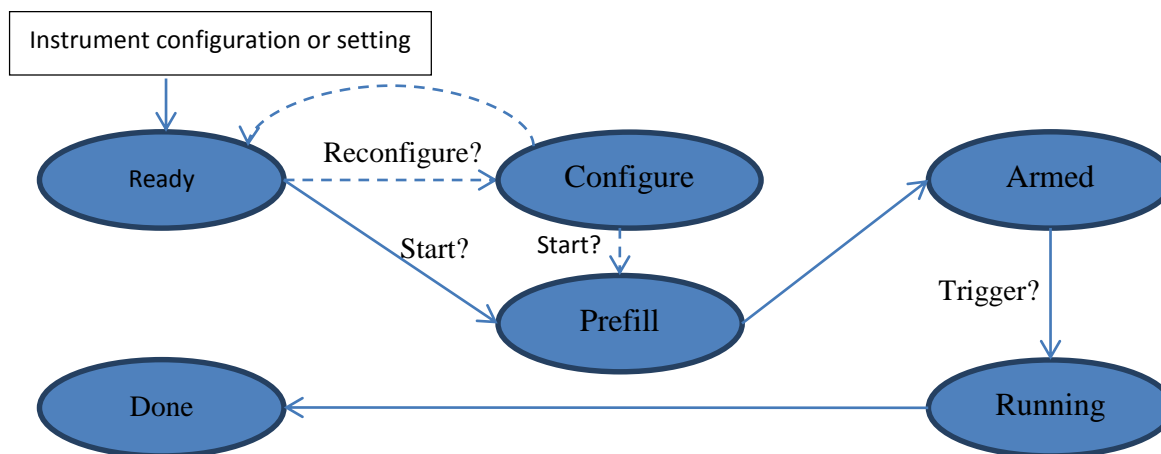 Instrument configuration or setting
Reconfigure?
Ready
Configure
Armed
Start?
Start?
Trigger?
Prefill
Done
Running